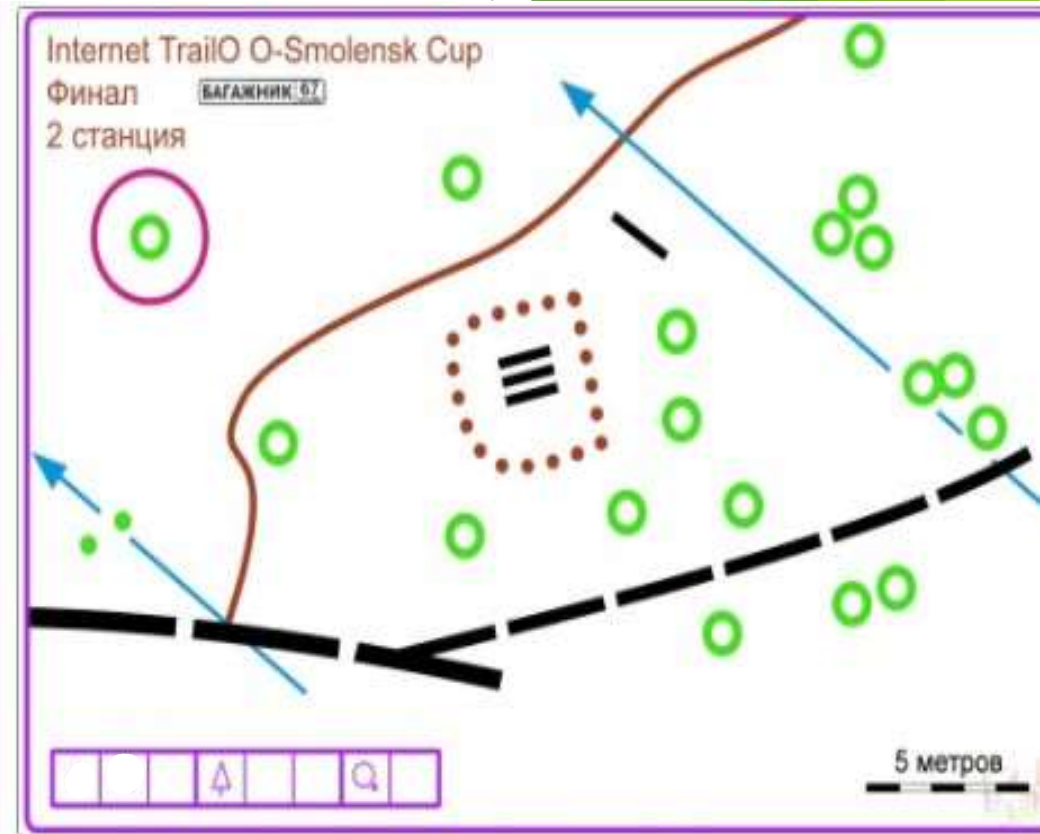 Internet TrailO O-Smolensk Cup
Финал БАГАЖНИК 67
2 станция
5 метров